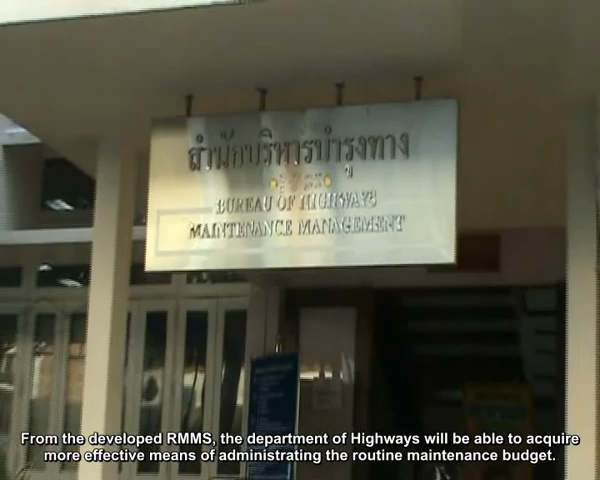 สำนักบริหารบำรุงทาง
BUREAU OF HIGHWAYS
MAINTENANCE MANAGEMENT
From the developed RMMS, the department of Highways will be able to acquire
more effective means of administrating the routine maintenance budget.